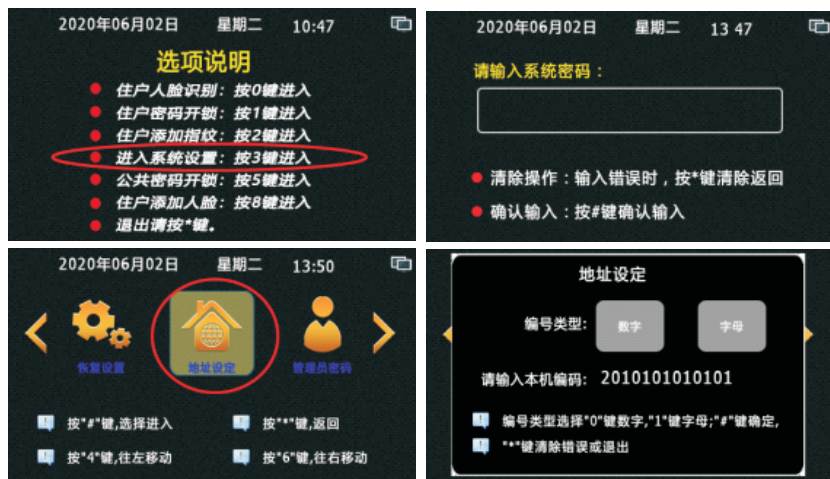 2020年06月02日 星期二 10:47
选项说明
住户人脸识别：按0键进入
住户密码开锁：按1键进入
住户添加指纹：按2键进入
进入系统设置：按3键进入
公共密码开锁：按5键进入
住户添加人脸：按8键进入
退出请按*键。
2020年06月02日 星期二 13 47
请输入系统密码：
清除操作：输入错误时，按*键清除返回
确认输入：按#键确认输入
2020年06月02日 星期二 13:50
恢复设置 地址设定 管理员密码
按"#"键,选择进入 按"*"键,返回
按"4"键,往左移动 按"6"键,往右移动
地址设定
编号类型: 数字 字母
请输入本机编码: 2010101010101
编号类型选择"0"键数字,"1"键字母;"#"键确定,
"*"键清除错误或退出